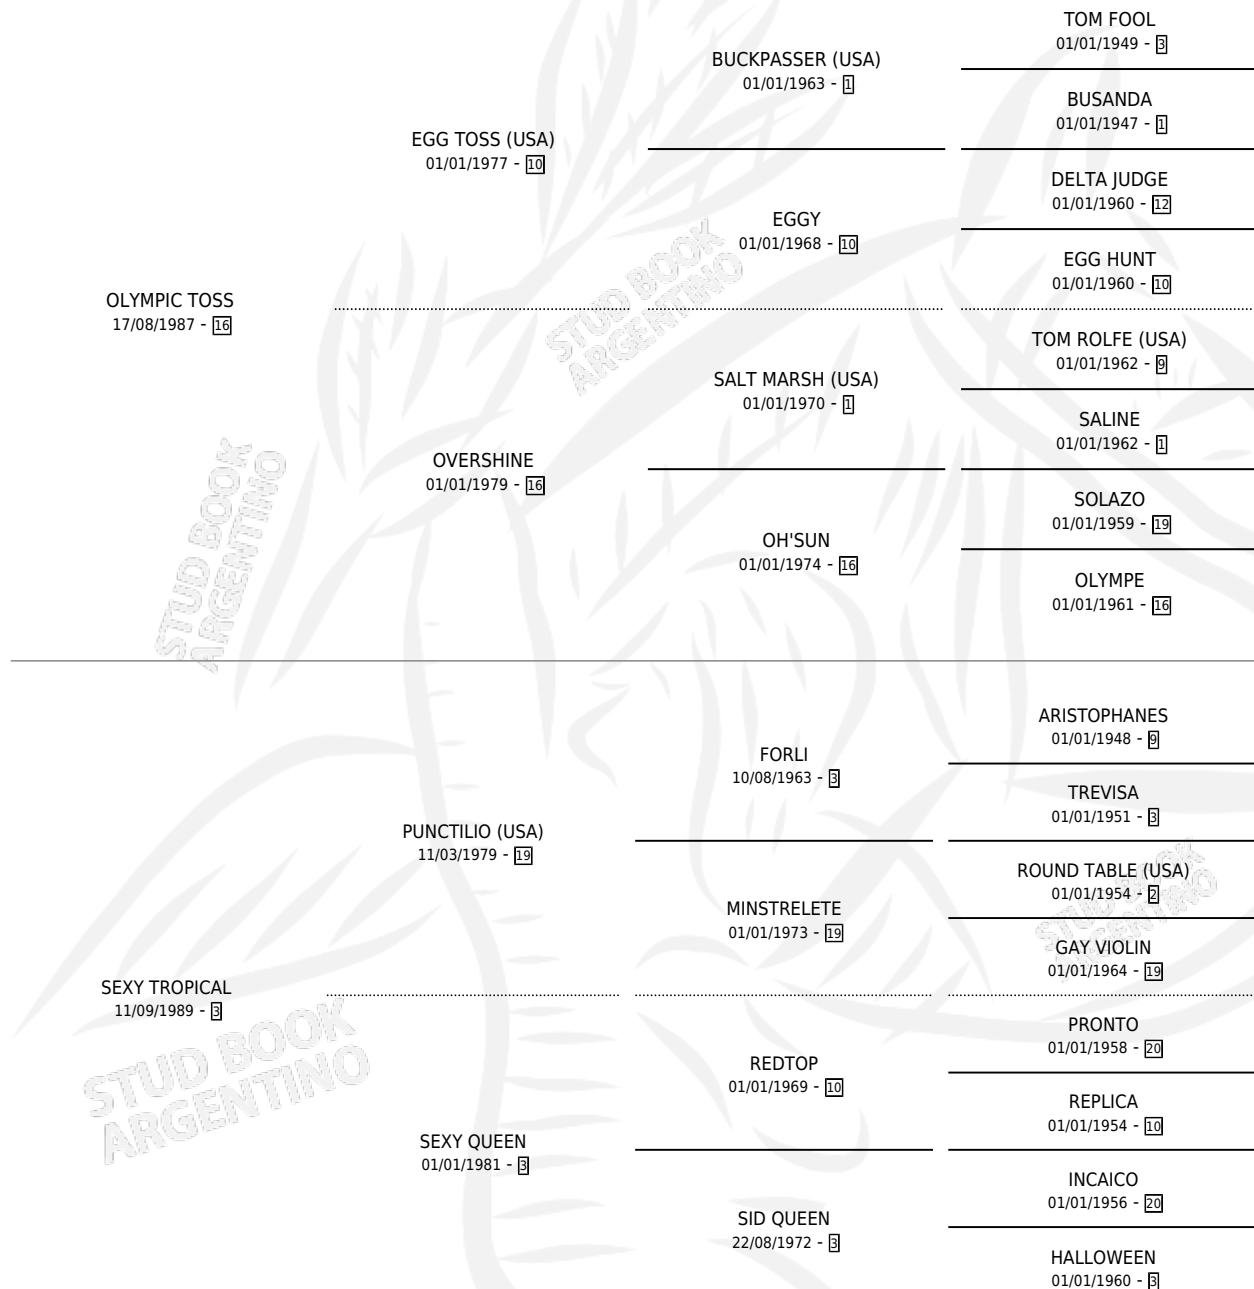 TOM FOOL
01/01/1949 - 3
BUCKPASSER (USA)
01/01/1963 - 1
BUSANDA
01/01/1947 - 1
EGG TOSS (USA)
01/01/1977 - 10
DELTA JUDGE
01/01/1960 - 12
EGGY
01/01/1968 - 10
EGG HUNT
01/01/1960 - 10
OLYMPIC TOSS
17/08/1987 - 16
TOM ROLFE (USA)
01/01/1962 - 9
SALT MARSH (USA)
01/01/1970 - 1
SALINE
01/01/1962 - 1
OVERSHINE
01/01/1979 - 16
SOLAZO
01/01/1959 - 19
OH'SUN
01/01/1974 - 16
OLYMPE
01/01/1961 - 16
ARISTOPHANES
01/01/1948 - 9
FORLI
10/08/1963 - 3
TREVISA
01/01/1951 - 3
PUNCTILIO (USA)
11/03/1979 - 19
ROUND TABLE (USA)
01/01/1954 - 2
MINSTRELETE
01/01/1973 - 19
GAY VIOLIN
01/01/1964 - 19
SEXY TROPICAL
11/09/1989 - 3
PRONTO
01/01/1958 - 20
REDTOP
01/01/1969 - 10
REPLICA
01/01/1954 - 10
SEXY QUEEN
01/01/1981 - 3
INCAICO
01/01/1956 - 20
SID QUEEN
22/08/1972 - 3
HALLOWEEN
01/01/1960 - 3
STUD BOOK
ARGENTINO
STUD BOOK
ARGENTINO
STUD BOOK
ARGENTINO
STUD BOOK
ARGENTINO